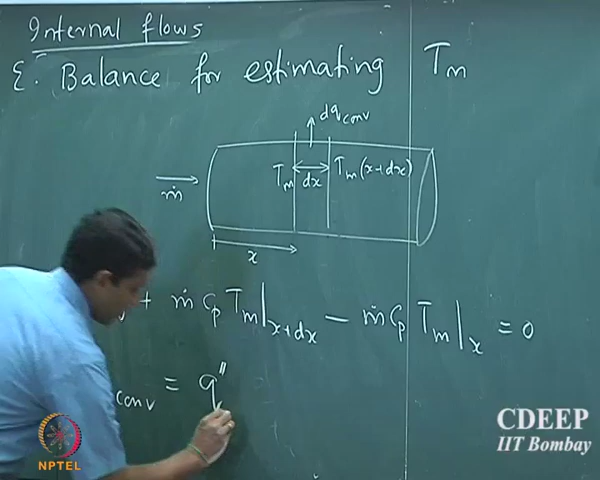 Internal flows
E. Balance for estimating Tm
dqconv
ṁ
Tm
dx
Tm(x+dx)
x
+ ṁ Cp Tm|x+dx − ṁ Cp Tm|x = 0
conv = q"
CDEEP
IIT Bombay
NPTEL